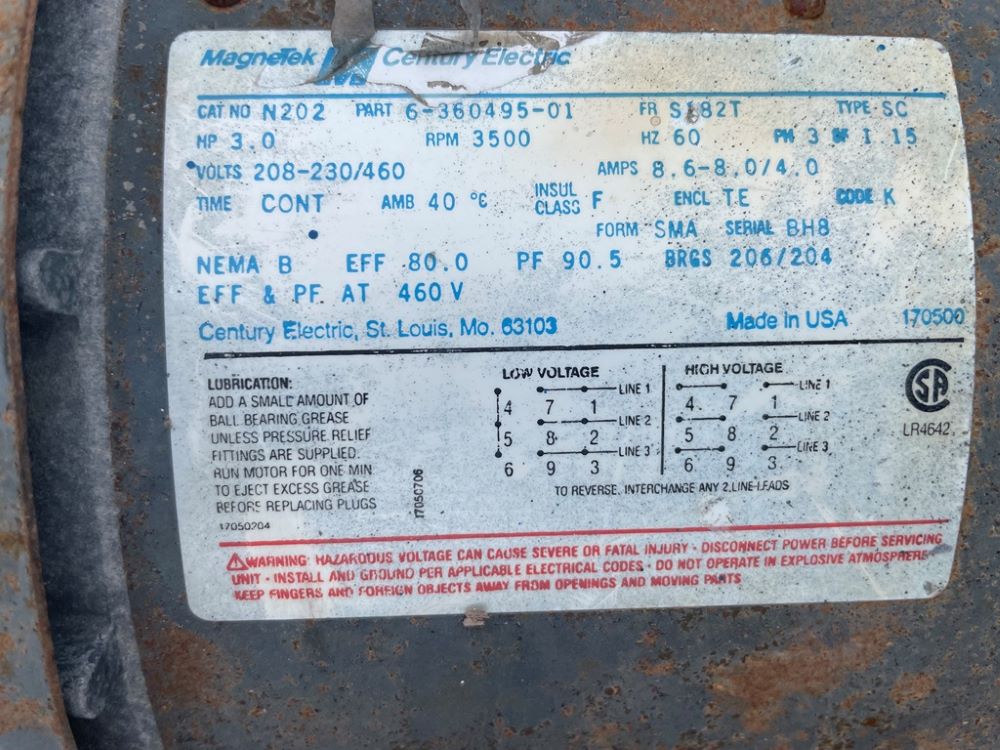 MagneTek Century Electric
CAT NO N202 PART 6-360495-01 FR S182T TYPE SC
HP 3.0 RPM 3500 HZ 60 PH 3 SF 1.15
VOLTS 208-230/460 AMPS 8.6-8.0/4.0
TIME CONT AMB 40 °C INSUL CLASS F ENCL TE CODE K
FORM SMA SERIAL BH8
NEMA B EFF 80.0 PF 90.5 BRGS 206/204
EFF & PF AT 460 V
Century Electric, St. Louis, Mo. 63103 Made in USA 170500
LUBRICATION:
ADD A SMALL AMOUNT OF
BALL BEARING GREASE
UNLESS PRESSURE RELIEF
FITTINGS ARE SUPPLIED.
RUN MOTOR FOR ONE MIN
TO EJECT EXCESS GREASE
BEFORE REPLACING PLUGS
17050204
17050706
LOW VOLTAGE
LINE 1
4 7 1
LINE 2
5 8 2
LINE 3
6 9 3
HIGH VOLTAGE
LINE 1
4 7 1
LINE 2
5 8 2
LINE 3
6 9 3
TO REVERSE, INTERCHANGE ANY 2 LINE LEADS
SA
LR4642
WARNING HAZARDOUS VOLTAGE CAN CAUSE SEVERE OR FATAL INJURY - DISCONNECT POWER BEFORE SERVICING
UNIT - INSTALL AND GROUND PER APPLICABLE ELECTRICAL CODES - DO NOT OPERATE IN EXPLOSIVE ATMOSPHERE
KEEP FINGERS AND FOREIGN OBJECTS AWAY FROM OPENINGS AND MOVING PARTS